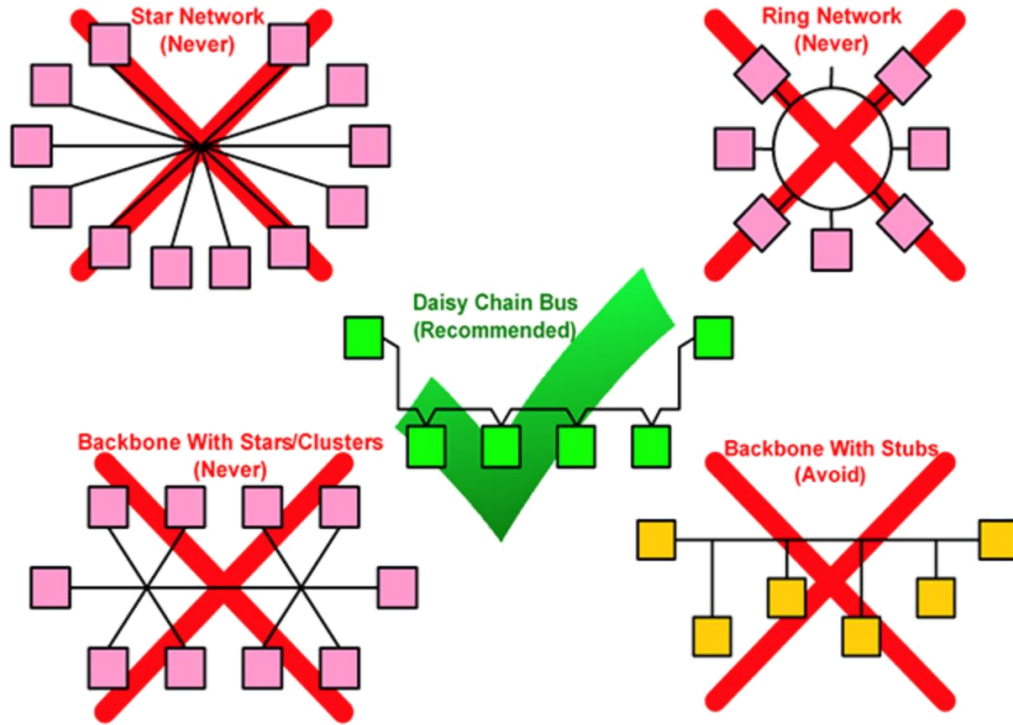 Star Network
(Never)
Ring Network
(Never)
Daisy Chain Bus
(Recommended)
Backbone With Stars/Clusters
(Never)
Backbone With Stubs
(Avoid)